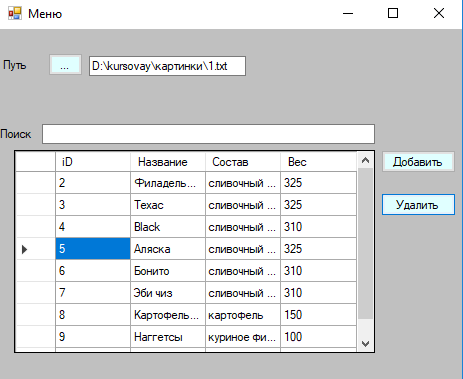 Меню
Путь ... D:\kursovay\картинки\1.txt
Поиск
iD Название Состав Вес
Добавить
2 Филадель... сливочный ... 325
3 Техас сливочный ... 325
Удалить
4 Black сливочный ... 310
5 Аляска сливочный ... 325
6 Бонито сливочный ... 310
7 Эби чиз сливочный ... 310
8 Картофель... картофель 150
9 Наггетсы куриное фи... 100